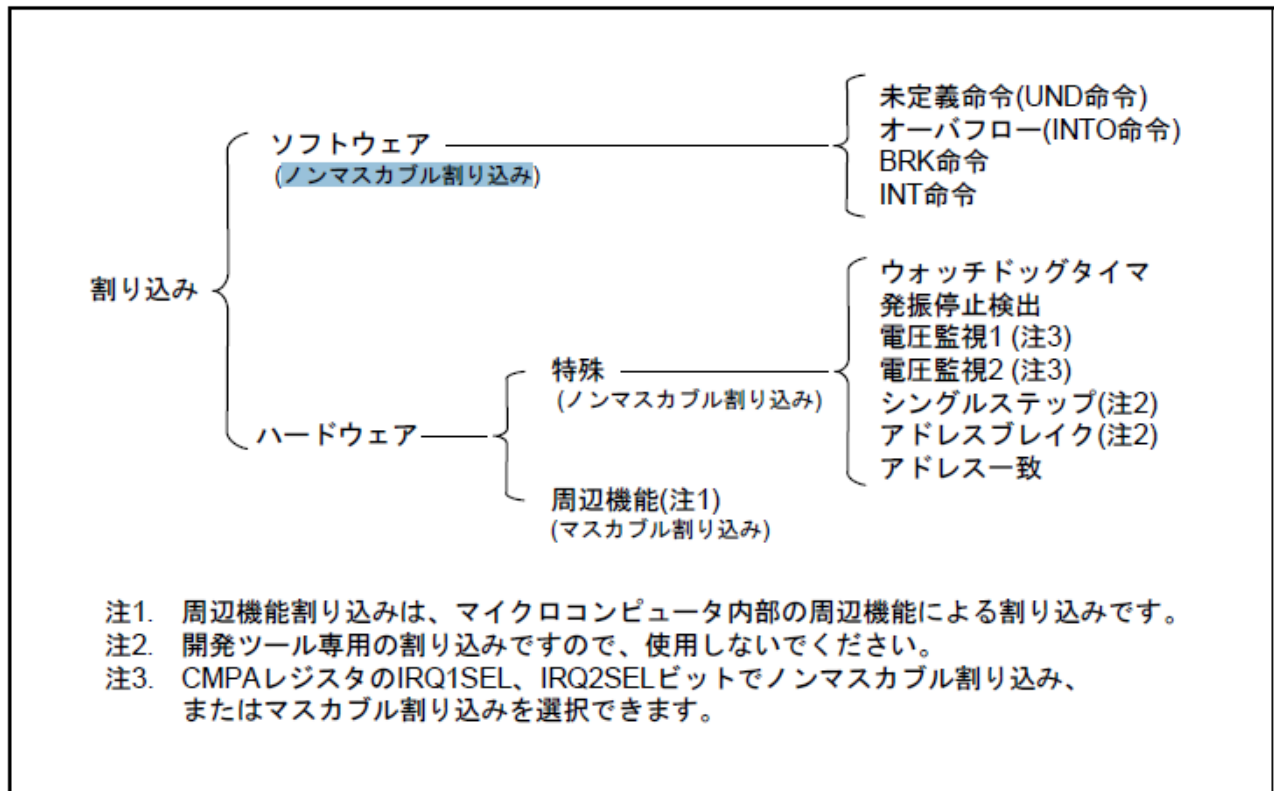 未定義命令(UND命令)
オーバフロー(INTO命令)
BRK命令
INT命令
ソフトウェア
(ノンマスカブル割り込み)
割り込み
ウォッチドッグタイマ
発振停止検出
電圧監視1 (注3)
電圧監視2 (注3)
シングルステップ(注2)
アドレスブレイク(注2)
アドレス一致
特殊
(ノンマスカブル割り込み)
ハードウェア
周辺機能(注1)
(マスカブル割り込み)
注1. 周辺機能割り込みは、マイクロコンピュータ内部の周辺機能による割り込みです。
注2. 開発ツール専用の割り込みですので、使用しないでください。
注3. CMPAレジスタのIRQ1SEL、IRQ2SELビットでノンマスカブル割り込み、
またはマスカブル割り込みを選択できます。